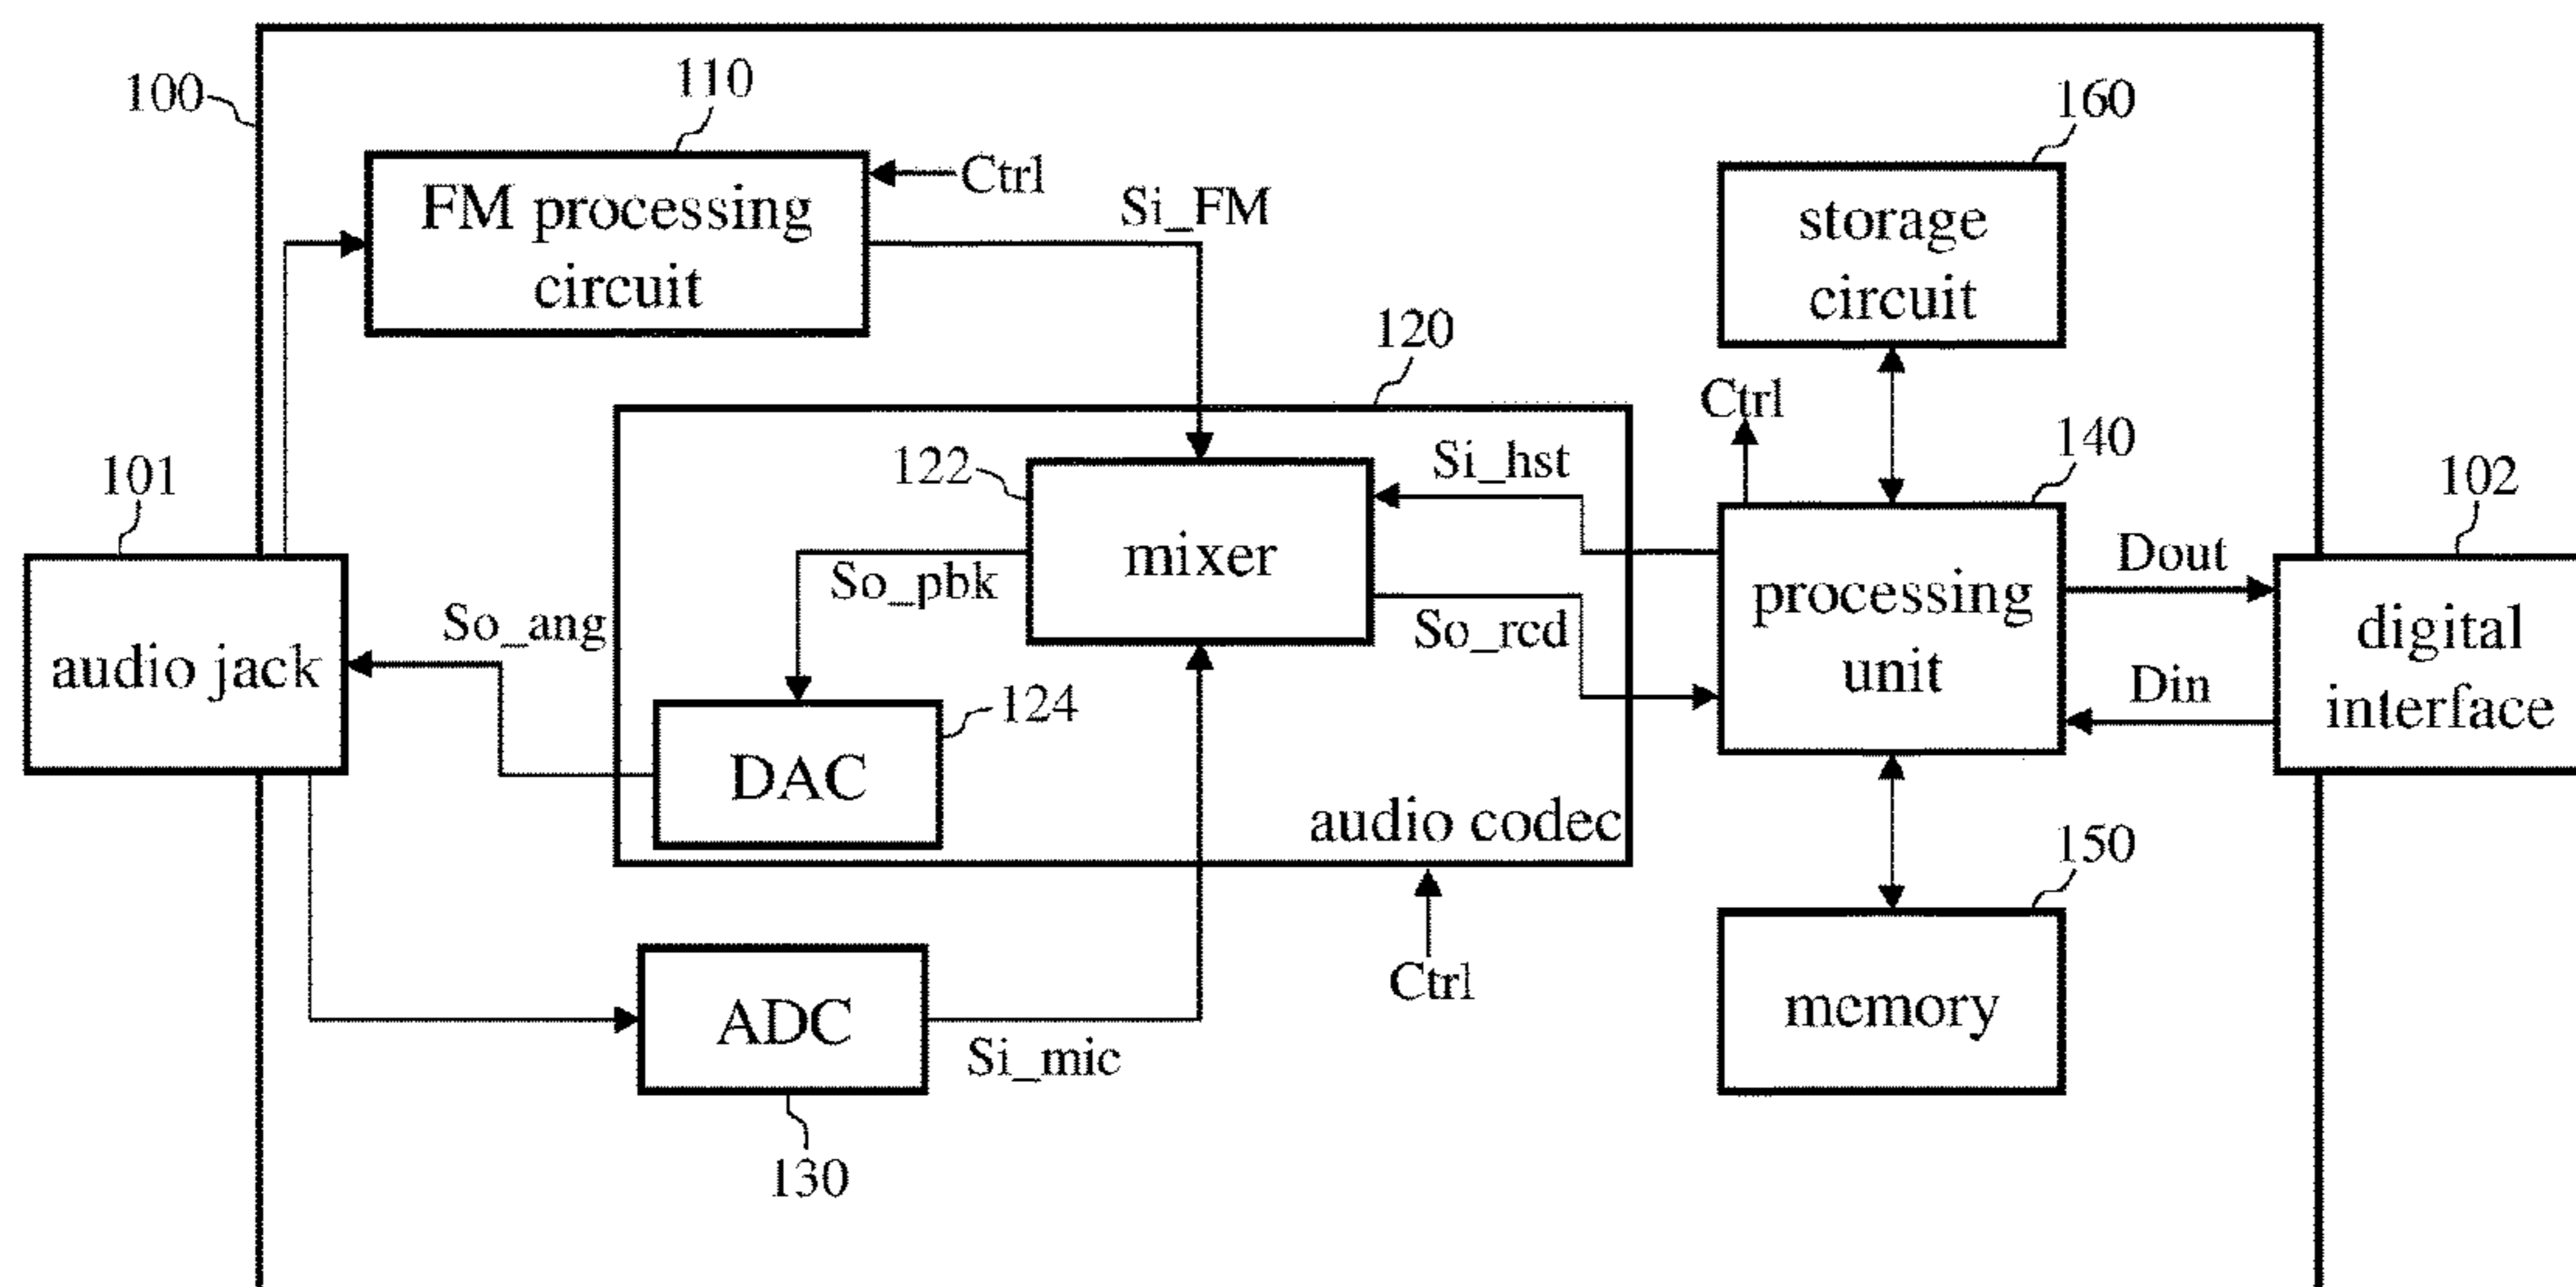 100
110
160
Ctrl
FM processing
circuit
Si_FM
storage
circuit
120
Ctrl
140
101
122
Si_hst
102
mixer
Dout
So_pbk
processing
unit
So_ang
So_rcd
audio jack
digital
interface
Din
124
DAC
audio codec
150
Ctrl
ADC
Si_mic
memory
130